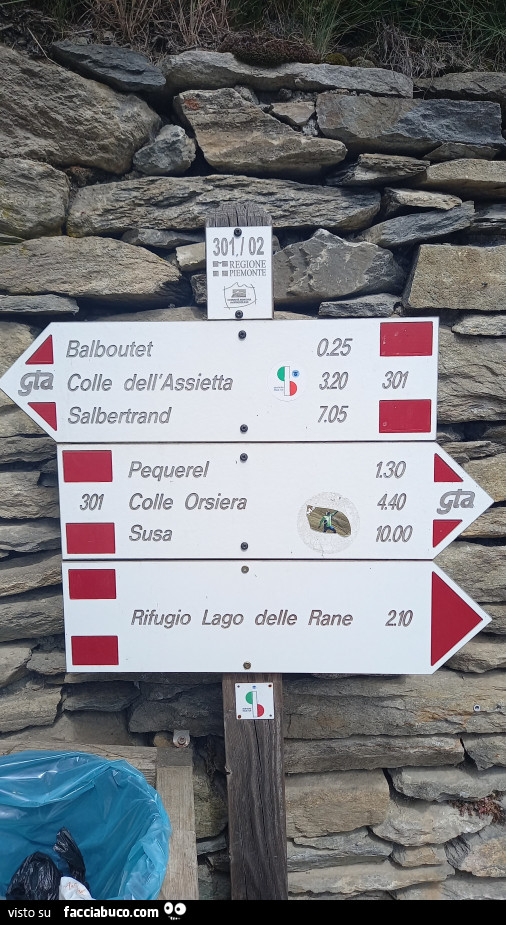 301 / 02
REGIONE
PIEMONTE
Balboutet 0.25
gta Colle dell'Assietta 3.20 301
Salbertrand 7.05
Pequerel 1.30
301 Colle Orsiera 4.40 gta
Susa 10.00
Rifugio Lago delle Rane 2.10
visto su facciabuco.com